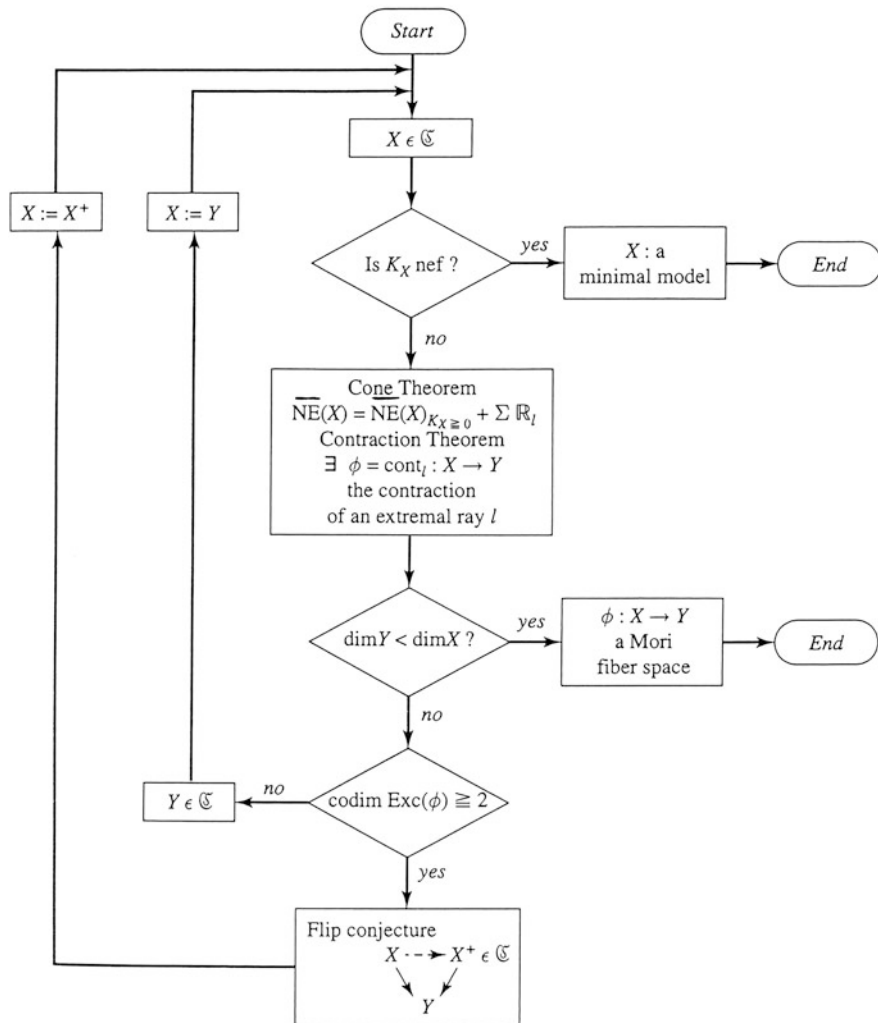 Start
X ϵ ℭ
X := X⁺
X := Y
Is K_X nef ?
yes
X : a
minimal model
End
no
Cone Theorem
N̅E̅(X) = N̅E̅(X)_{K_X ≧ 0} + Σ ℝ_l
Contraction Theorem
∃ ϕ = cont_l : X → Y
the contraction
of an extremal ray l
dimY < dimX ?
yes
ϕ : X → Y
a Mori
fiber space
End
no
Y ϵ ℭ
no
codim Exc(ϕ) ≧ 2
yes
Flip conjecture
X ⇢ X⁺ ϵ ℭ
Y